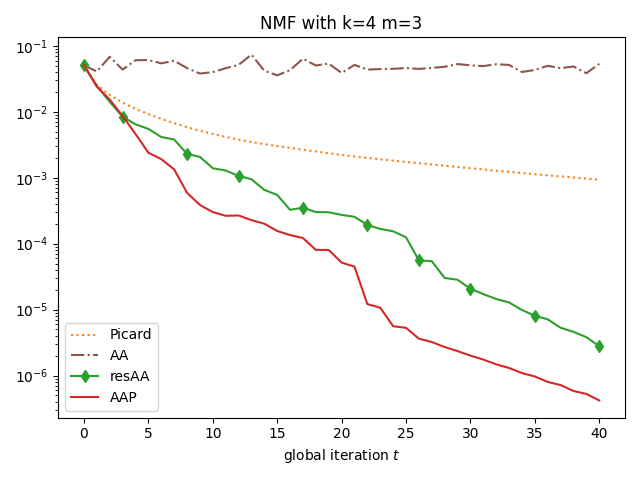 NMF with k=4 m=3
10⁻¹
10⁻²
10⁻³
10⁻⁴
10⁻⁵
10⁻⁶
Picard
AA
resAA
AAP
0 5 10 15 20 25 30 35 40
global iteration t